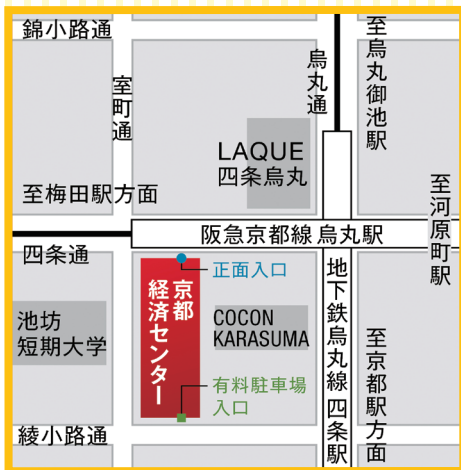 錦小路通
室町通
烏丸通
至烏丸御池駅
LAQUE
四条烏丸
至梅田駅方面
至河原町駅
阪急京都線 烏丸駅
四条通
正面入口
京都
経済センター
池坊
短期大学
COCON
KARASUMA
地下鉄烏丸線 四条駅
至京都駅方面
有料駐車場
入口
綾小路通